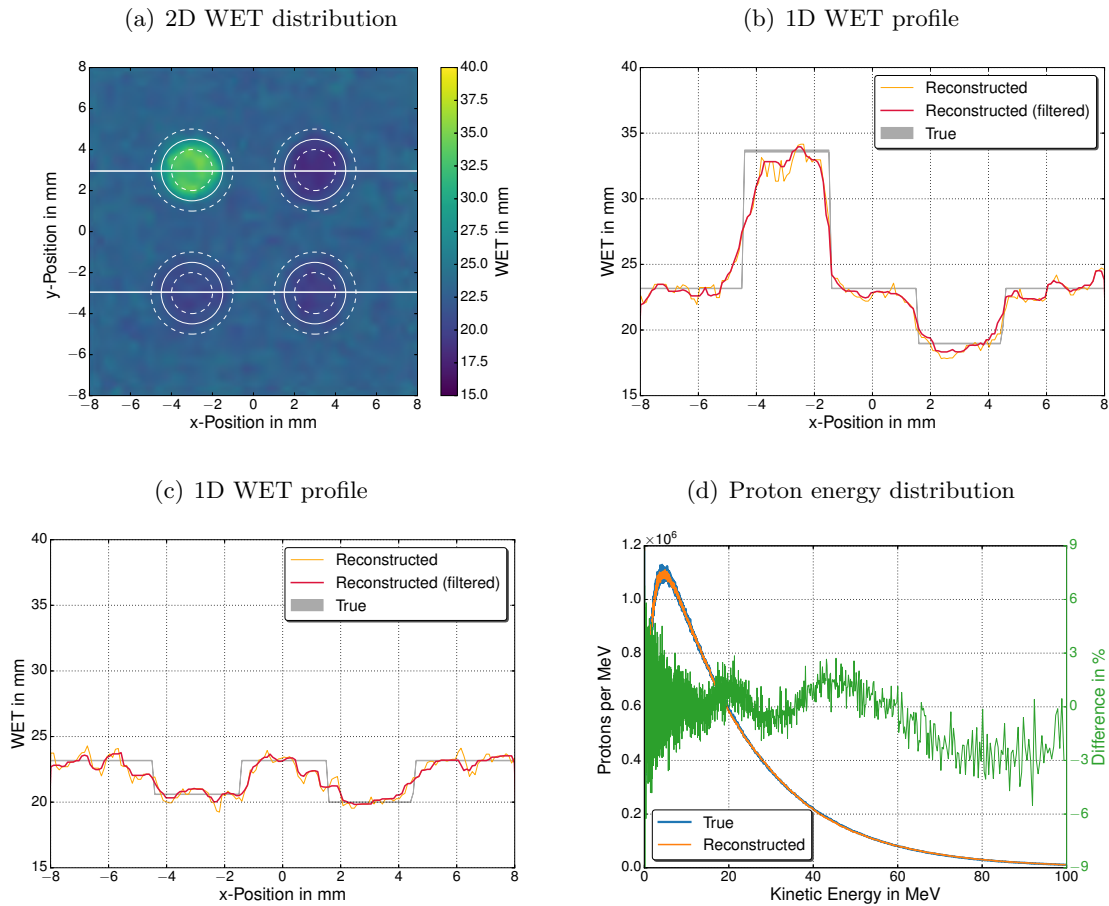 (a) 2D WET distribution
8
6
4
2
0
−2
−4
−6
−8
−8 −6 −4 −2 0 2 4 6 8
x-Position in mm
y-Position in mm
40.0
37.5
35.0
32.5
30.0
27.5
25.0
22.5
20.0
17.5
15.0
WET in mm
(b) 1D WET profile
40
35
30
25
20
15
−8 −6 −4 −2 0 2 4 6 8
x-Position in mm
WET in mm
Reconstructed
Reconstructed (filtered)
True
(c) 1D WET profile
40
35
30
25
20
15
−8 −6 −4 −2 0 2 4 6 8
x-Position in mm
WET in mm
Reconstructed
Reconstructed (filtered)
True
(d) Proton energy distribution
×10⁶
1.2
1.0
0.8
0.6
0.4
0.2
0.0
0 20 40 60 80 100
Kinetic Energy in MeV
Protons per MeV
9
6
3
0
−3
−6
−9
Difference in %
True
Reconstructed